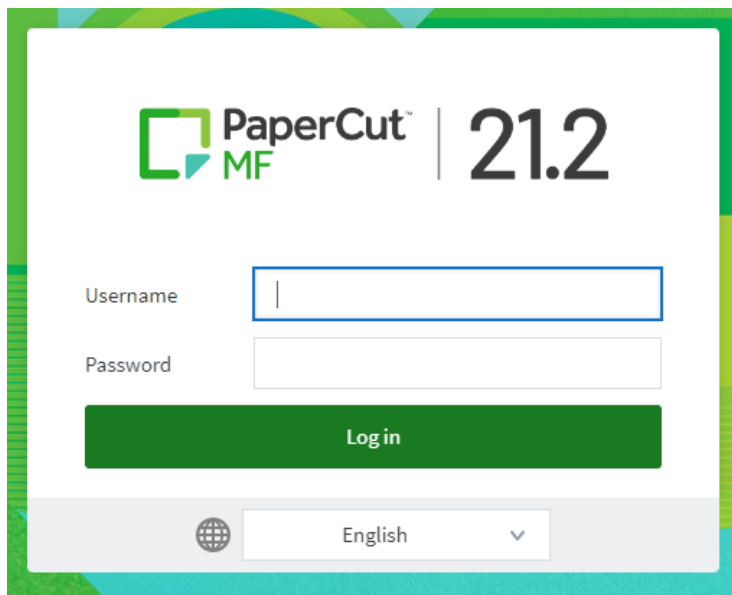 PaperCut™ MF | 21.2
Username
Password
Log in
English